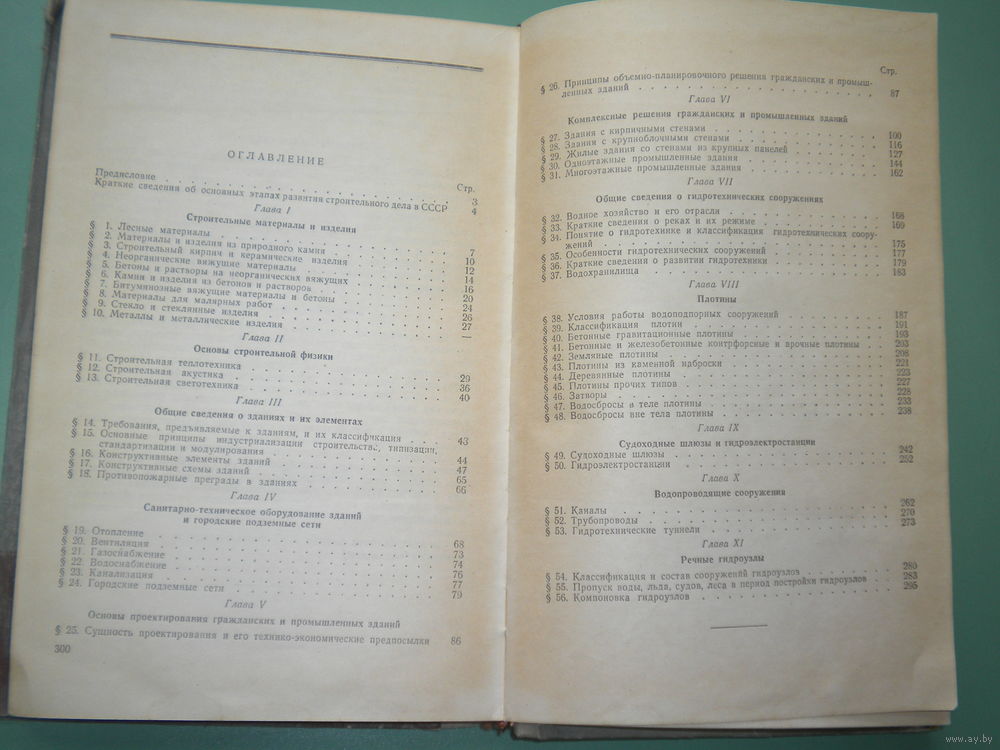 ОГЛАВЛЕНИЕ
Стр.
Предисловие 3
Краткие сведения об основных этапах развития строительного дела в СССР 4
Глава I
Строительные материалы и изделия
§ 1. Лесные материалы 7
§ 2. Материалы и изделия из природного камня 10
§ 3. Строительный кирпич и керамические изделия 12
§ 4. Неорганические вяжущие материалы 14
§ 5. Бетоны и растворы на неорганических вяжущих 16
§ 6. Камни и изделия из бетонов и растворов 20
§ 7. Битуминозные вяжущие материалы и бетоны 24
§ 8. Материалы для малярных работ 26
§ 9. Стекло и стеклянные изделия 27
§ 10. Металлы и металлические изделия —
Глава II
Основы строительной физики
§ 11. Строительная теплотехника 29
§ 12. Строительная акустика 36
§ 13. Строительная светотехника 40
Глава III
Общие сведения о зданиях и их элементах
§ 14. Требования, предъявляемые к зданиям, и их классификация 43
§ 15. Основные принципы индустриализации строительства, типизации,
стандартизации и модулирования 44
§ 16. Конструктивные элементы зданий 47
§ 17. Конструктивные схемы зданий 65
§ 18. Противопожарные преграды в зданиях 66
Глава IV
Санитарно-техническое оборудование зданий
и городские подземные сети
§ 19. Отопление 68
§ 20. Вентиляция 73
§ 21. Газоснабжение 74
§ 22. Водоснабжение 76
§ 23. Канализация 77
§ 24. Городские подземные сети 79
Глава V
Основы проектирования гражданских и промышленных зданий
§ 25. Сущность проектирования и его технико-экономические предпосылки 86
300
Стр.
§ 26. Принципы объемно-планировочного решения гражданских и промыш-
ленных зданий 87
Глава VI
Комплексные решения гражданских и промышленных зданий
§ 27. Здания с кирпичными стенами 100
§ 28. Здания с крупноблочными стенами 116
§ 29. Жилые здания со стенами из крупных панелей 127
§ 30. Одноэтажные промышленные здания 144
§ 31. Многоэтажные промышленные здания 162
Глава VII
Общие сведения о гидротехнических сооружениях
§ 32. Водное хозяйство и его отрасли 168
§ 33. Краткие сведения о реках и их режиме 169
§ 34. Понятие о гидротехнике и классификация гидротехнических соору-
жений 175
§ 35. Особенности гидротехнических сооружений 177
§ 36. Краткие сведения о развитии гидротехники 179
§ 37. Водохранилища 183
Глава VIII
Плотины
§ 38. Условия работы водоподпорных сооружений 187
§ 39. Классификация плотин 191
§ 40. Бетонные гравитационные плотины 193
§ 41. Бетонные и железобетонные контрфорсные и арочные плотины 203
§ 42. Земляные плотины 208
§ 43. Плотины из каменной наброски 221
§ 44. Деревянные плотины 223
§ 45. Плотины прочих типов 227
§ 46. Затворы 228
§ 47. Водосбросы в теле плотины 233
§ 48. Водосбросы вне тела плотины 238
Глава IX
Судоходные шлюзы и гидроэлектростанции
§ 49. Судоходные шлюзы 242
§ 50. Гидроэлектростанции 252
Глава X
Водопроводящие сооружения
§ 51. Каналы 262
§ 52. Трубопроводы 270
§ 53. Гидротехнические туннели 273
Глава XI
Речные гидроузлы
§ 54. Классификация и состав сооружений гидроузлов 280
§ 55. Пропуск воды, льда, судов, леса в период постройки гидроузлов 283
§ 56. Компоновка гидроузлов 295
www.ay.by